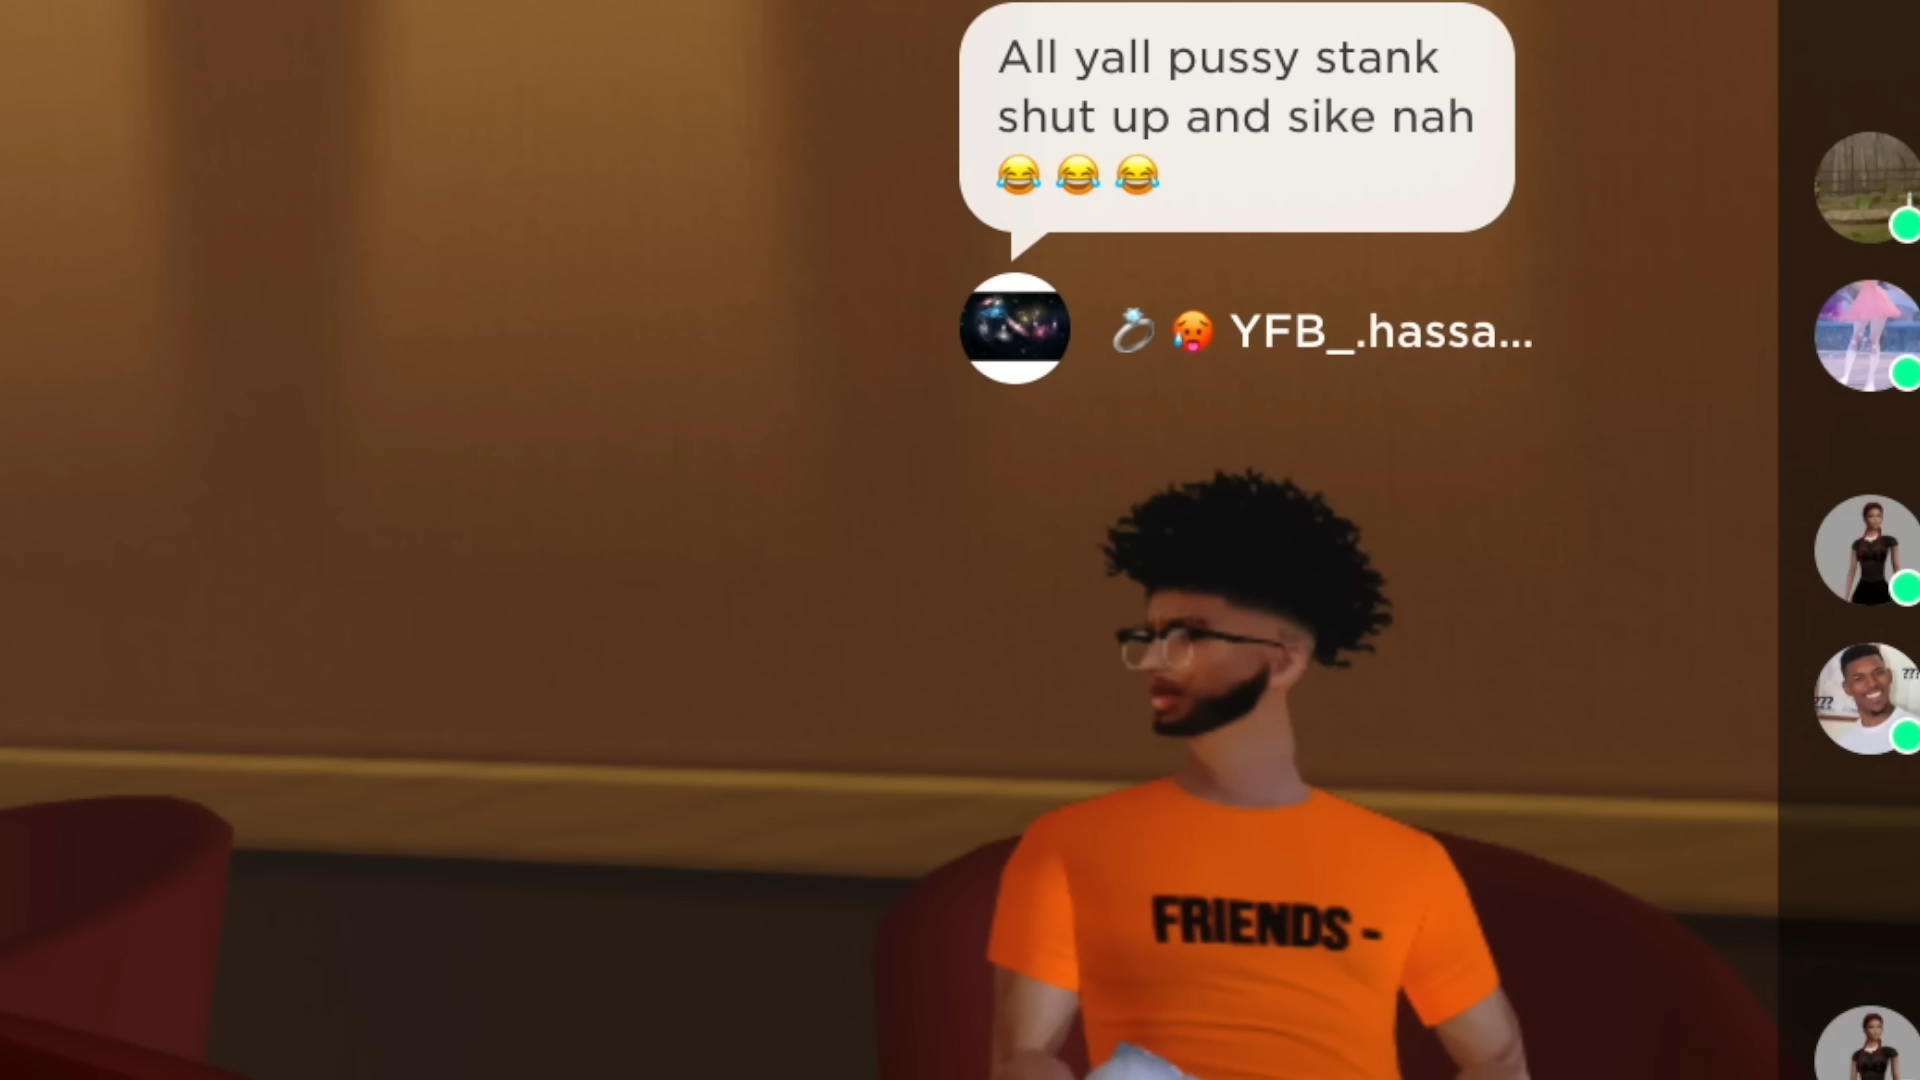 All yall pussy stank
shut up and sike nah
😂 😂 😂
💍 🥵 YFB_.hassa...
???
???
FRIENDS -